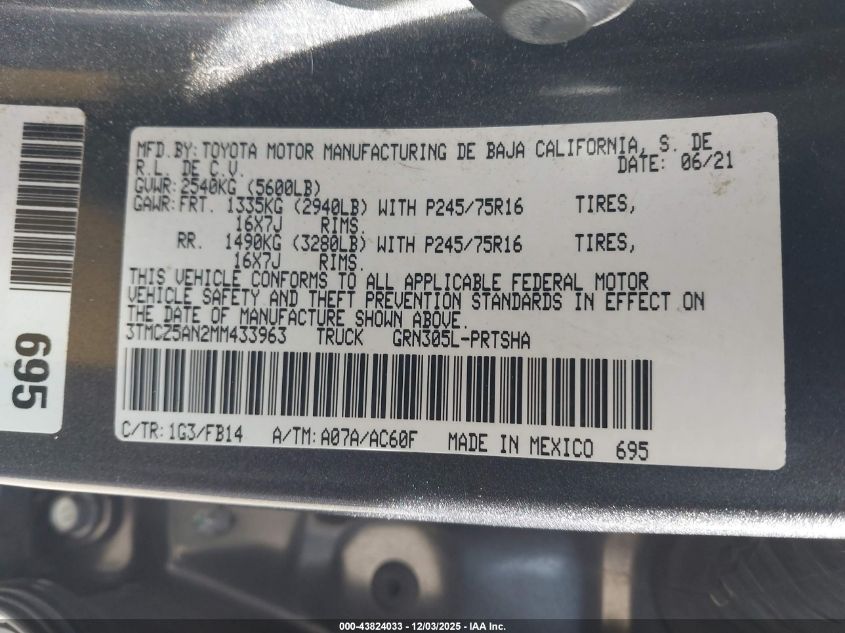 MFD. BY: TOYOTA MOTOR MANUFACTURING DE BAJA CALIFORNIA, S. DE
R.L. DE C.V. DATE: 06/21
GVWR: 2540KG (5600LB)
GAWR: FRT. 1335KG (2940LB) WITH P245/75R16 TIRES,
16X7J RIMS.
RR. 1490KG (3280LB) WITH P245/75R16 TIRES,
16X7J RIMS.
THIS VEHICLE CONFORMS TO ALL APPLICABLE FEDERAL MOTOR
VEHICLE SAFETY AND THEFT PREVENTION STANDARDS IN EFFECT ON
THE DATE OF MANUFACTURE SHOWN ABOVE.
3TMCZ5AN2MM433963 TRUCK GRN305L-PRTSHA
C/TR: 1G3/FB14 A/TM: A07A/AC60F MADE IN MEXICO 695
695
000-43824033 - 12/03/2025 - IAA Inc.